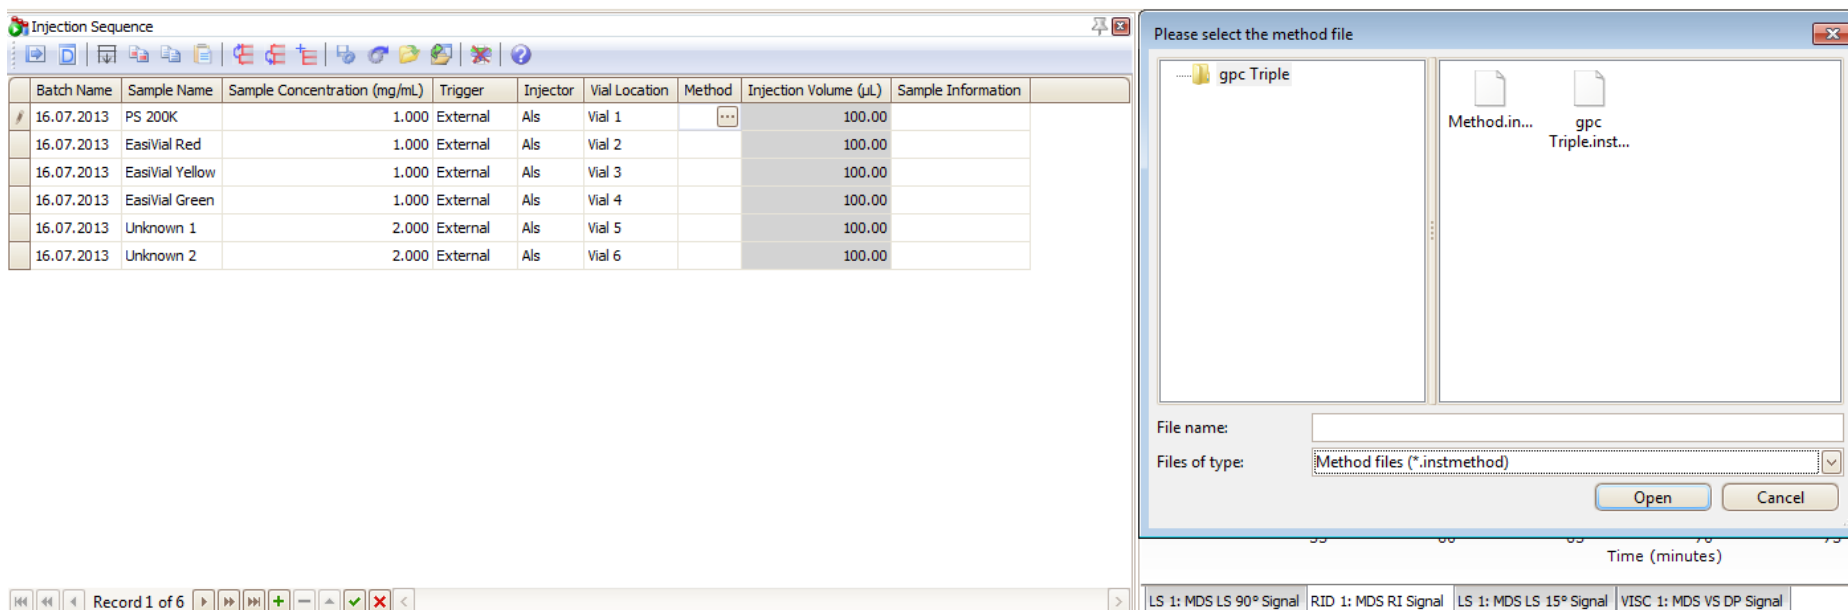 Injection Sequence
Batch Name Sample Name Sample Concentration (mg/mL) Trigger Injector Vial Location Method Injection Volume (µL) Sample Information
16.07.2013 PS 200K 1.000 External Als Vial 1 ... 100.00
16.07.2013 EasiVial Red 1.000 External Als Vial 2 100.00
16.07.2013 EasiVial Yellow 1.000 External Als Vial 3 100.00
16.07.2013 EasiVial Green 1.000 External Als Vial 4 100.00
16.07.2013 Unknown 1 2.000 External Als Vial 5 100.00
16.07.2013 Unknown 2 2.000 External Als Vial 6 100.00
Record 1 of 6
Please select the method file
gpc Triple
Method.in...
gpc
Triple.inst...
File name:
Files of type: Method files (*.instmethod)
Open Cancel
Time (minutes)
LS 1: MDS LS 90° Signal RID 1: MDS RI Signal LS 1: MDS LS 15° Signal VISC 1: MDS VS DP Signal